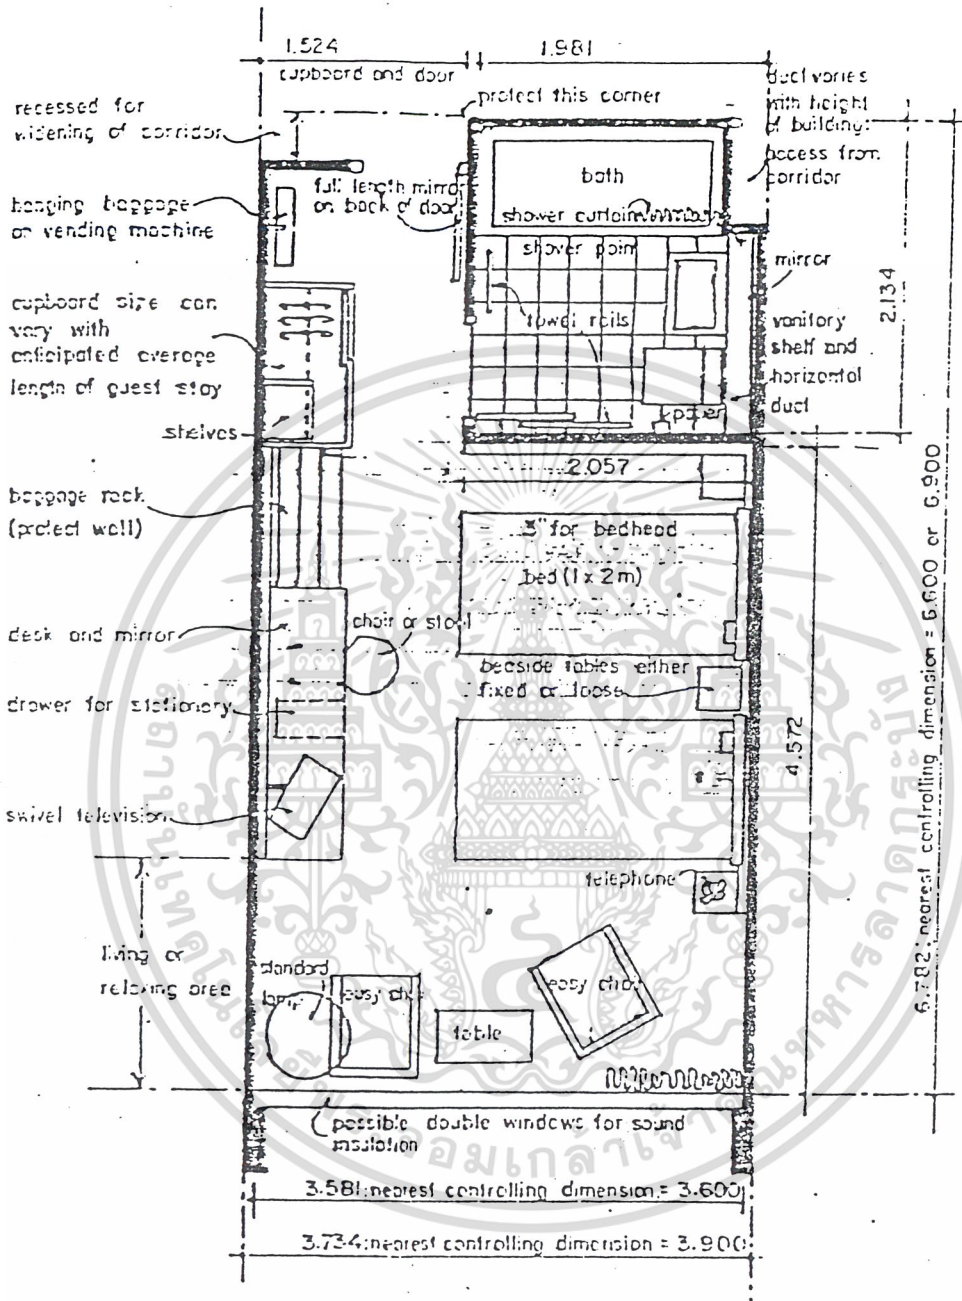 1.524
1.981
cupboard and door
duct varies
with height
of building:
access from
corridor
protect this corner
recessed for
widening of corridor
full length mirror
on back of door
bath
shower curtain
hanging baggage
or vending machine
shower point
mirror
2.134
cupboard size can
vary with
anticipated average
length of guest stay
towel rails
vanitory
shelf and
horizontal
duct
paper
shelves
2.057
baggage rack
(protect wall)
3" for bedhead
bed (1 x 2 m)
desk and mirror
chair or stool
bedside tables either
fixed or loose
drawer for stationery
4.572
6.782: nearest controlling dimension = 6.600 or 6.900
swivel television
telephone
living or
relaxing area
standard
lamp
easy chair
easy chair
table
possible double windows for sound
insulation
3.581: nearest controlling dimension = 3.600
3.734: nearest controlling dimension = 3.900